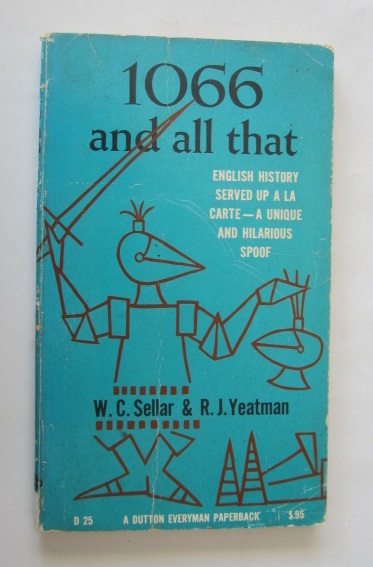 1066
and all that
ENGLISH HISTORY
SERVED UP A LA
CARTE—A UNIQUE
AND HILARIOUS
SPOOF
W. C. Sellar & R. J. Yeatman
D 25 A DUTTON EVERYMAN PAPERBACK $.95